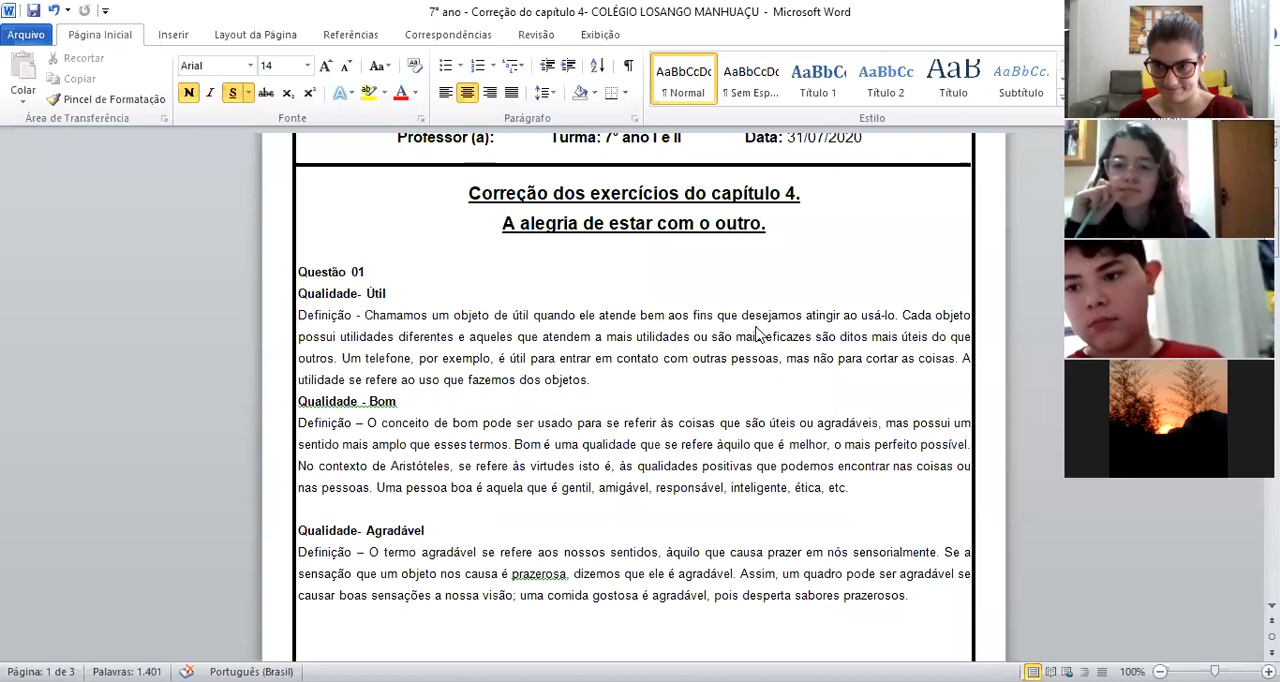 7° ano - Correção do capítulo 4- COLÉGIO LOSANGO MANHUAÇU - Microsoft Word
Arquivo Página Inicial Inserir Layout da Página Referências Correspondências Revisão Exibição
Colar
Recortar
Copiar
Pincel de Formatação
Área de Transferência
Arial 14
Aa
N I S abc x₂ x²
Fonte
Parágrafo
AaBbCcDc AaBbCcDc AaBbC AaBbCc AaB AaBbCc.
¶ Normal ¶ Sem Esp... Título 1 Título 2 Título Subtítulo
Estilo
Professor (a): Turma: 7° ano I e II Data: 31/07/2020
Correção dos exercícios do capítulo 4.
A alegria de estar com o outro.
Questão 01
Qualidade- Útil
Definição - Chamamos um objeto de útil quando ele atende bem aos fins que desejamos atingir ao usá-lo. Cada objeto
possui utilidades diferentes e aqueles que atendem a mais utilidades ou são mais eficazes são ditos mais úteis do que
outros. Um telefone, por exemplo, é útil para entrar em contato com outras pessoas, mas não para cortar as coisas. A
utilidade se refere ao uso que fazemos dos objetos.
Qualidade - Bom
Definição – O conceito de bom pode ser usado para se referir às coisas que são úteis ou agradáveis, mas possui um
sentido mais amplo que esses termos. Bom é uma qualidade que se refere àquilo que é melhor, o mais perfeito possível.
No contexto de Aristóteles, se refere às virtudes isto é, às qualidades positivas que podemos encontrar nas coisas ou
nas pessoas. Uma pessoa boa é aquela que é gentil, amigável, responsável, inteligente, ética, etc.
Qualidade- Agradável
Definição – O termo agradável se refere aos nossos sentidos, àquilo que causa prazer em nós sensorialmente. Se a
sensação que um objeto nos causa é prazerosa, dizemos que ele é agradável. Assim, um quadro pode ser agradável se
causar boas sensações a nossa visão; uma comida gostosa é agradável, pois desperta sabores prazerosos.
Página: 1 de 3 Palavras: 1.401 Português (Brasil) 100%